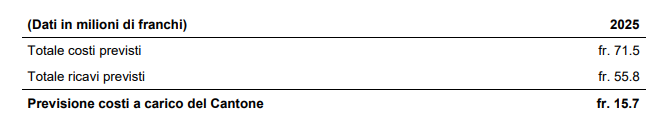 (Dati in milioni di franchi) 2025
Totale costi previsti fr. 71.5
Totale ricavi previsti fr. 55.8
Previsione costi a carico del Cantone fr. 15.7